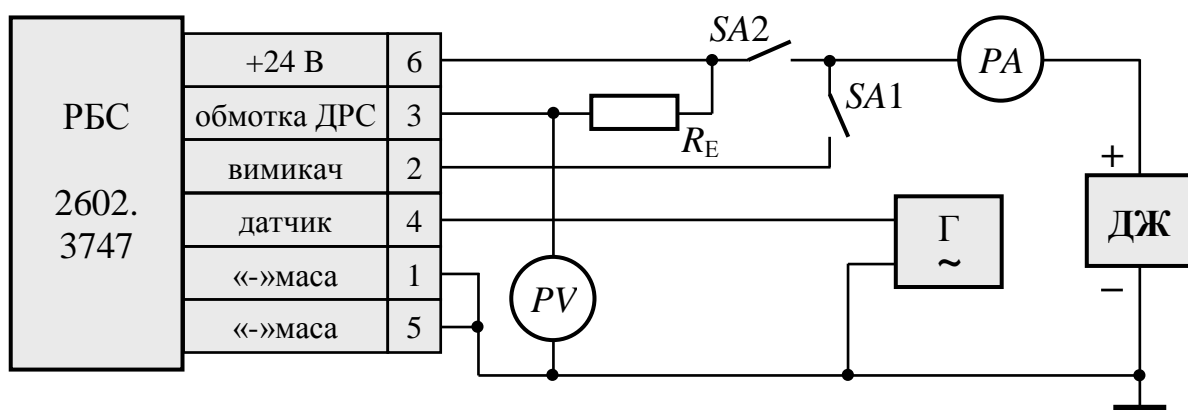 РБС
2602.
3747
+24 В 6
обмотка ДРС 3
вимикач 2
датчик 4
«-»маса 1
«-»маса 5
SA2
SA1
PA
RE
PV
Г
~
+
ДЖ
−